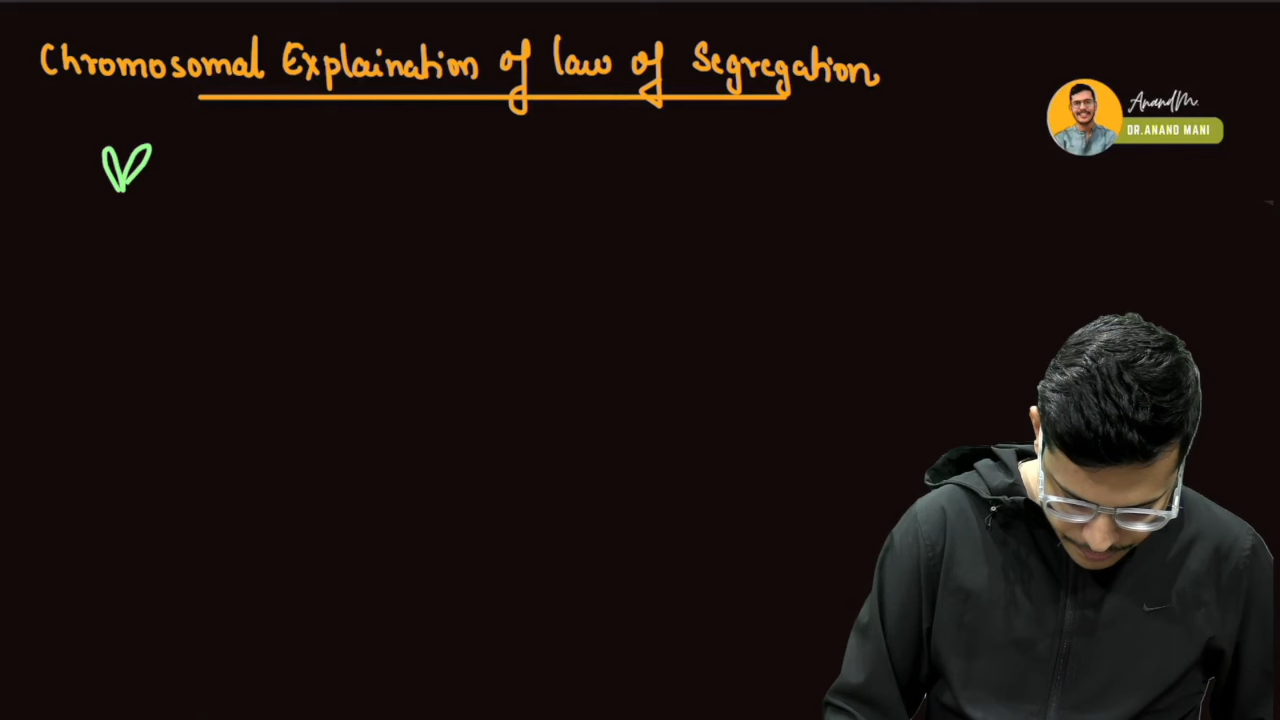 Chromosomal Explaination of law of Segregation
AnandM.
DR.ANAND MANI